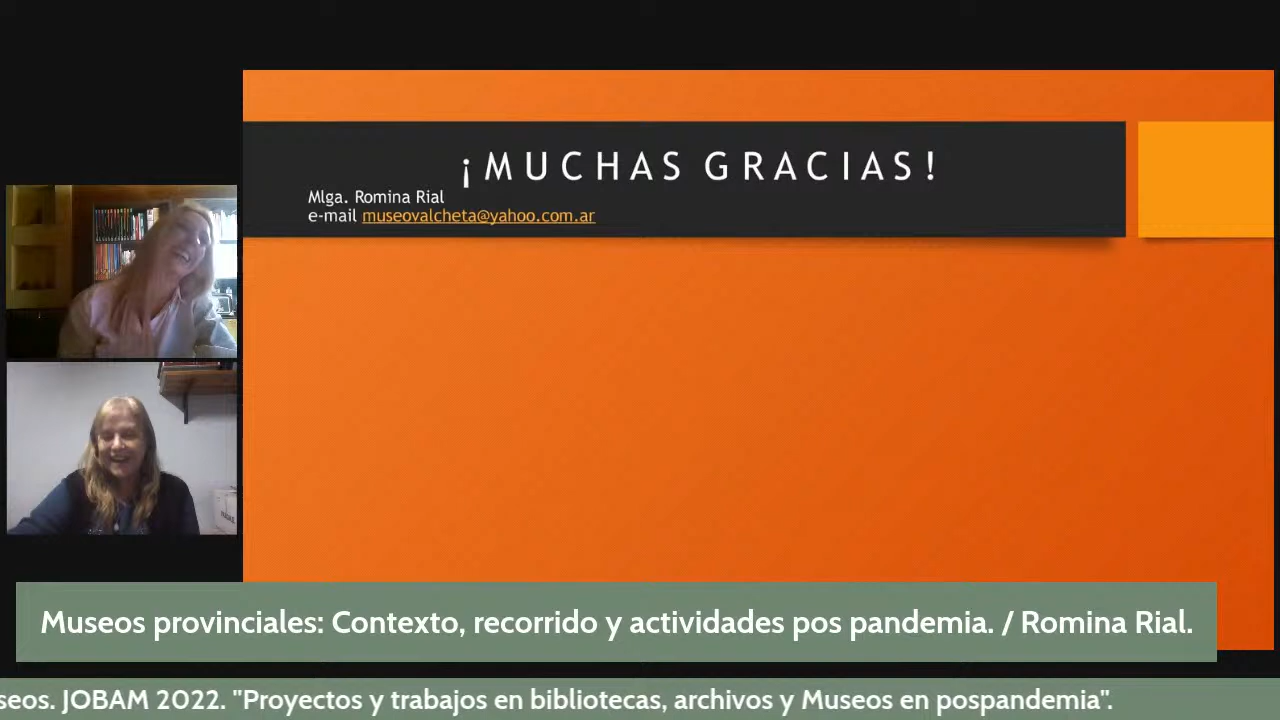 ¡MUCHAS GRACIAS!
Mlga. Romina Rial
e-mail museovalcheta@yahoo.com.ar
Museos provinciales: Contexto, recorrido y actividades pos pandemia. / Romina Rial.
seos. JOBAM 2022. "Proyectos y trabajos en bibliotecas, archivos y Museos en pospandemia".